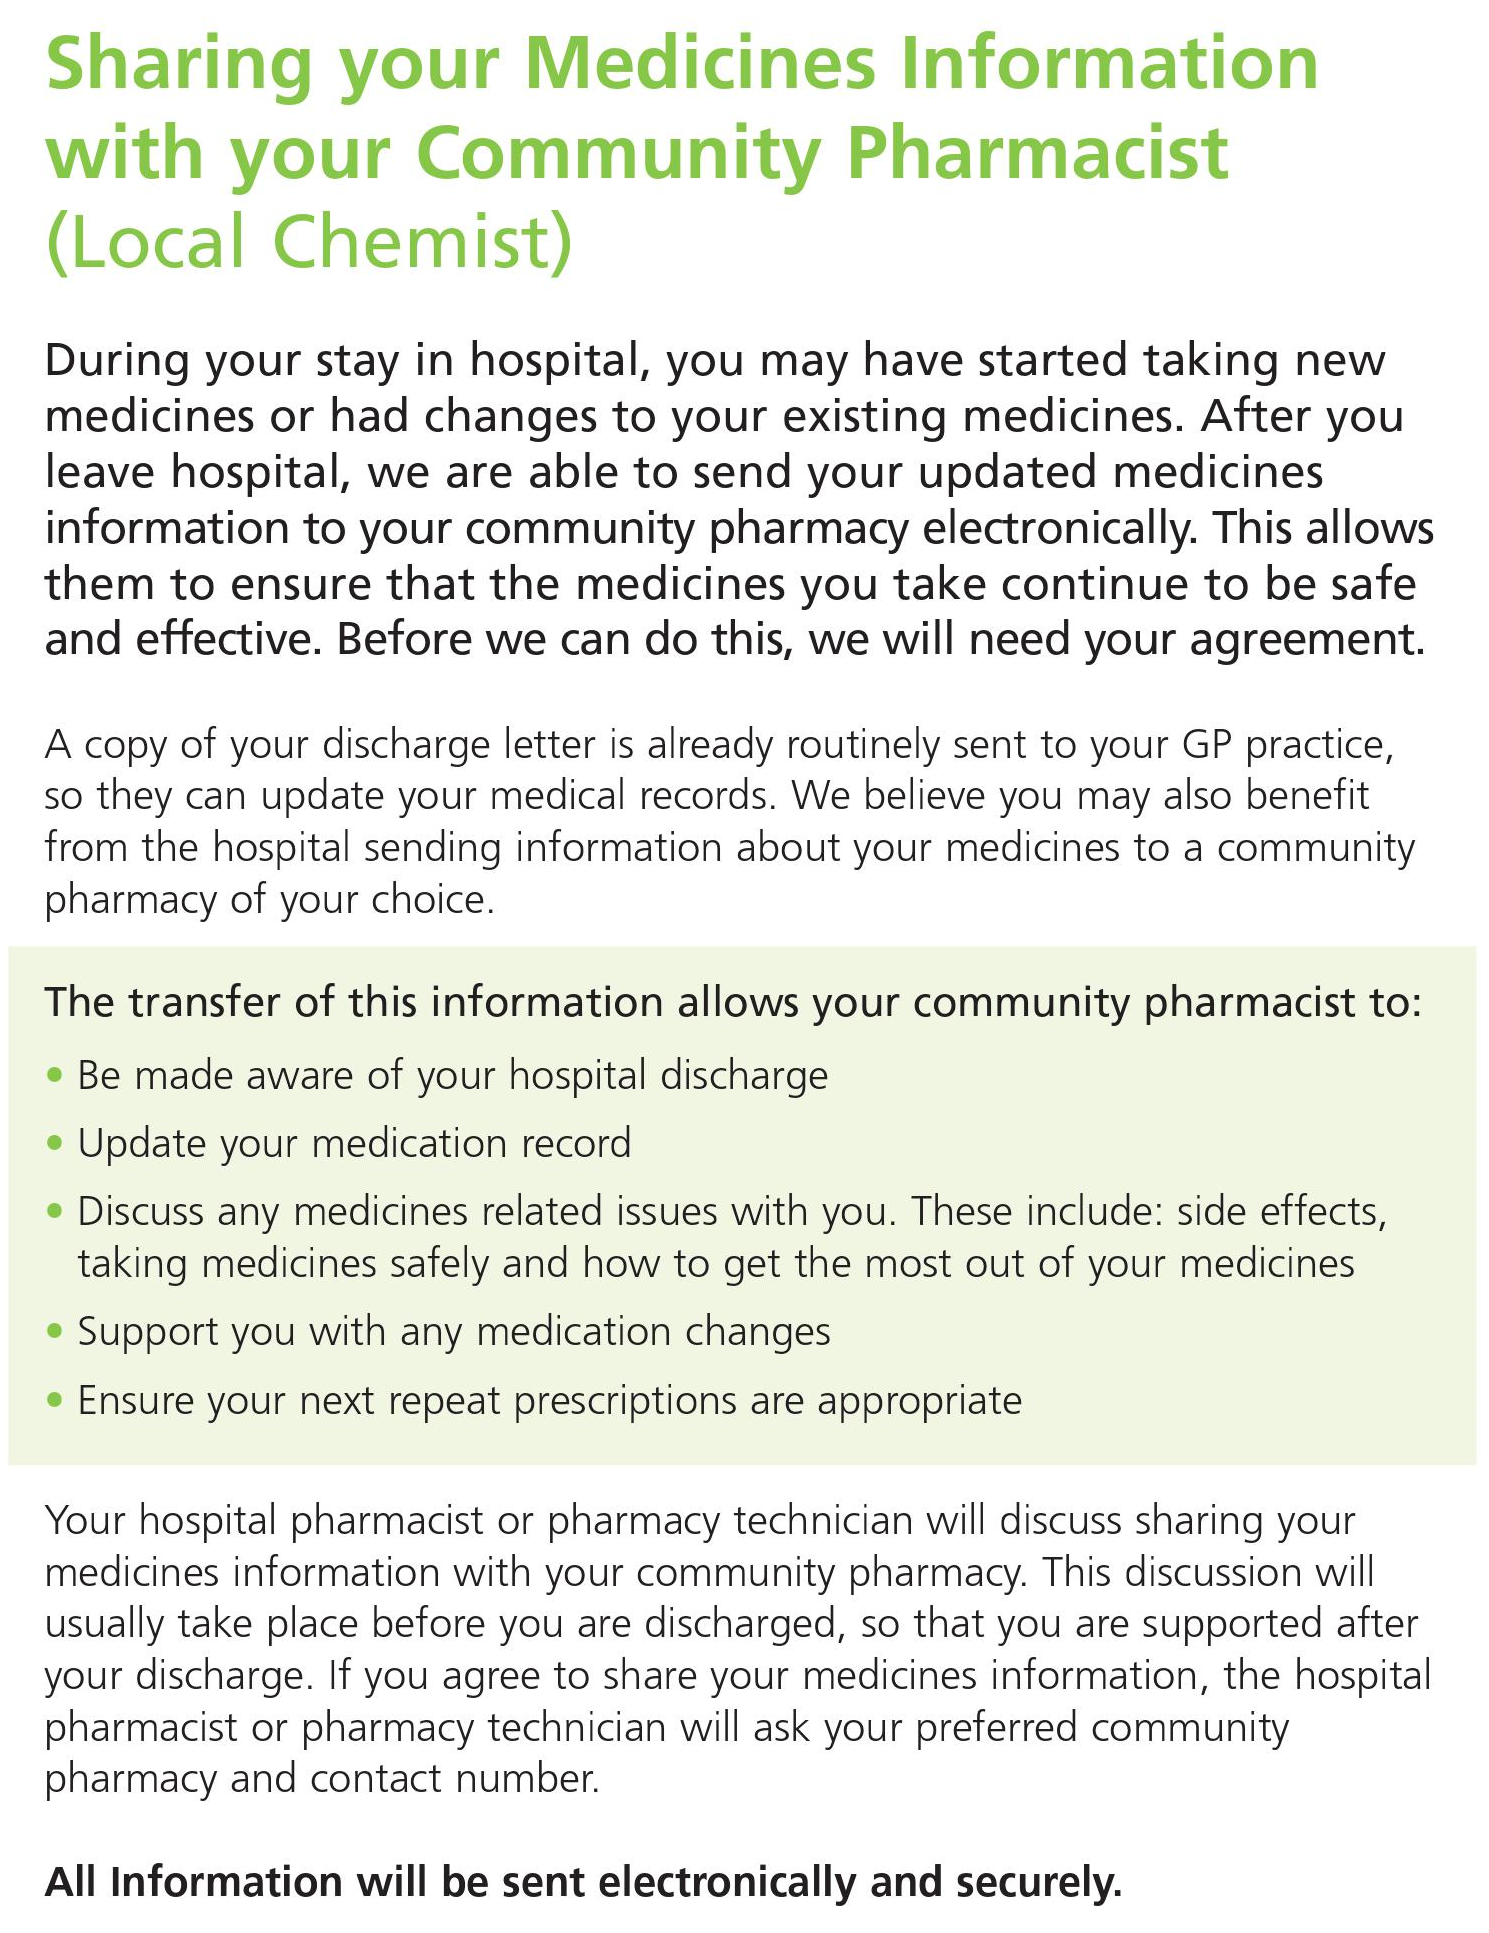 Sharing your Medicines Information
with your Community Pharmacist
(Local Chemist)
During your stay in hospital, you may have started taking new
medicines or had changes to your existing medicines. After you
leave hospital, we are able to send your updated medicines
information to your community pharmacy electronically. This allows
them to ensure that the medicines you take continue to be safe
and effective. Before we can do this, we will need your agreement.
A copy of your discharge letter is already routinely sent to your GP practice,
so they can update your medical records. We believe you may also benefit
from the hospital sending information about your medicines to a community
pharmacy of your choice.
The transfer of this information allows your community pharmacist to:
• Be made aware of your hospital discharge
• Update your medication record
• Discuss any medicines related issues with you. These include: side effects,
taking medicines safely and how to get the most out of your medicines
• Support you with any medication changes
• Ensure your next repeat prescriptions are appropriate
Your hospital pharmacist or pharmacy technician will discuss sharing your
medicines information with your community pharmacy. This discussion will
usually take place before you are discharged, so that you are supported after
your discharge. If you agree to share your medicines information, the hospital
pharmacist or pharmacy technician will ask your preferred community
pharmacy and contact number.
All Information will be sent electronically and securely.